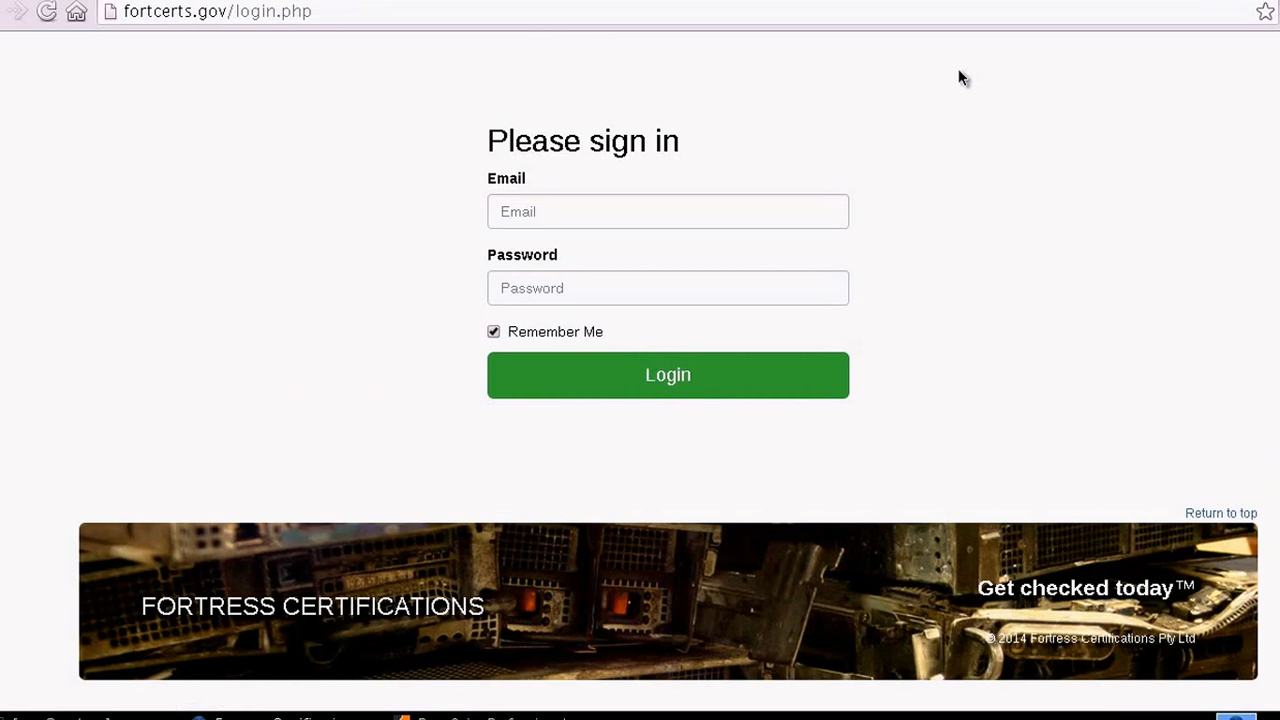 fortcerts.gov/login.php
Please sign in
Email
Email
Password
Password
Remember Me
Login
Return to top
FORTRESS CERTIFICATIONS
Get checked today™
© 2014 Fortress Certifications Pty Ltd